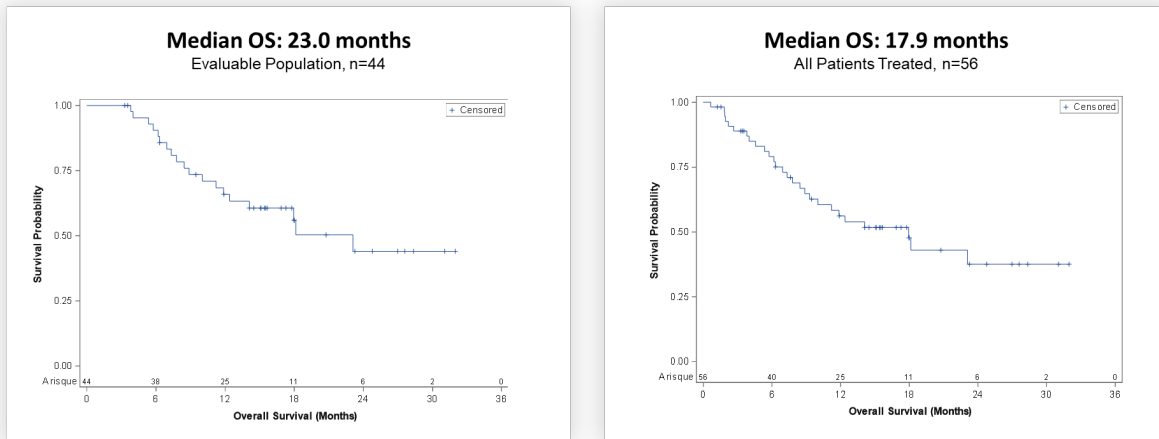 Median OS: 23.0 months
Evaluable Population, n=44
+ Censored
1.00
0.75
0.50
0.25
0.00
Survival Probability
A risque 44 38 25 11 6 2 0
0 6 12 18 24 30 36
Overall Survival (Months)
Median OS: 17.9 months
All Patients Treated, n=56
+ Censored
1.00
0.75
0.50
0.25
0.00
Survival Probability
A risque 56 40 25 11 6 2 0
0 6 12 18 24 30 36
Overall Survival (Months)